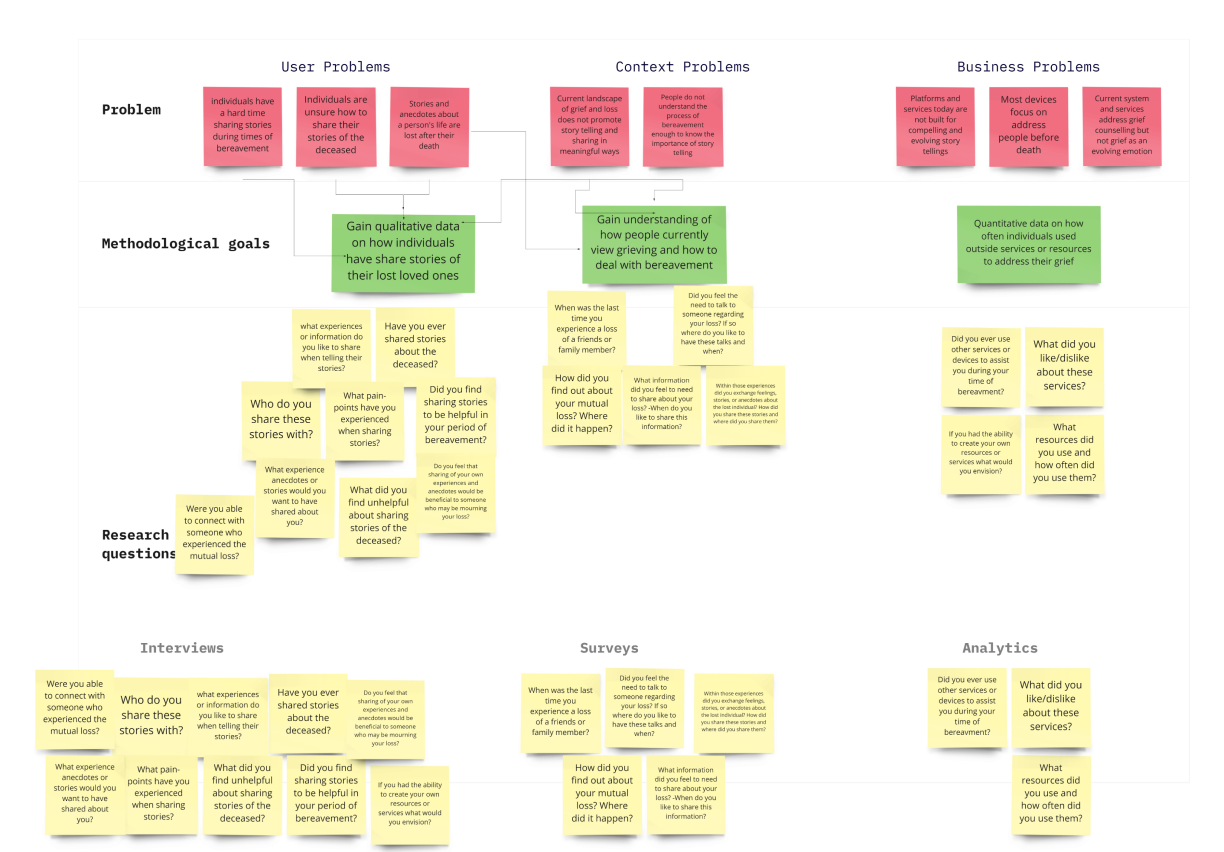 User Problems
Context Problems
Business Problems
Problem
individuals have
a hard time
sharing stories
during times of
bereavement
Individuals are
unsure how to
share their
stories of the
deceased
Stories and
anecdotes about
a person's life are
lost after their
death
Current landscape
of grief and loss
does not promote
story telling and
sharing in
meaningful ways
People do not
understand the
process of
bereavement
enough to know the
importance of story
telling
Platforms and
services today are
not built for
compelling and
evolving story
tellings
Most devices
focus on
address
people before
death
Current system
and services
address grief
counselling but
not grief as an
evolving emotion
Methodological goals
Gain qualitative data
on how individuals
have share stories of
their lost loved ones
Gain understanding of
how people currently
view grieving and how to
deal with bereavement
Quantitative data on how
often individuals used
outside services or resources
to address their grief
Research
questions
what experiences
or information do
you like to share
when telling their
stories?
Have you ever
shared stories
about the
deceased?
Who do you
share these
stories with?
What pain-
points have you
experienced
when sharing
stories?
Did you find
sharing stories
to be helpful in
your period of
bereavement?
What experience
anecdotes or
stories would you
want to have
shared about
you?
What did you
find unhelpful
about sharing
stories of the
deceased?
Do you feel that
sharing of your own
experiences and
anecdotes would be
beneficial to someone
who may be mourning
your loss?
Were you able
to connect with
someone who
experienced the
mutual loss?
When was the last
time you
experience a loss
of a friends or
family member?
Did you feel the
need to talk to
someone regarding
your loss? If so
where do you like to
have these talks and
when?
How did you
find out about
your mutual
loss? Where
did it happen?
What information
did you feel to need
to share about your
loss? -When do you
like to share this
information?
Within those experiences
did you exchange feelings,
stories, or anecdotes about
the lost individual? How did
you share these stories and
where did you share them?
Did you ever use
other services or
devices to assist
you during your
time of
bereavment?
What did you
like/dislike
about these
services?
If you had the ability
to create your own
resources or
services what would
you envision?
What
resources did
you use and
how often did
you use them?
Interviews
Surveys
Analytics
Were you able
to connect with
someone who
experienced the
mutual loss?
Who do you
share these
stories with?
what experiences
or information do
you like to share
when telling their
stories?
Have you ever
shared stories
about the
deceased?
Do you feel that
sharing of your own
experiences and
anecdotes would be
beneficial to someone
who may be mourning
your loss?
What experience
anecdotes or
stories would you
want to have
shared about
you?
What pain-
points have you
experienced
when sharing
stories?
What did you
find unhelpful
about sharing
stories of the
deceased?
Did you find
sharing stories
to be helpful in
your period of
bereavement?
If you had the ability
to create your own
resources or
services what would
you envision?
When was the last
time you
experience a loss
of a friends or
family member?
Did you feel the
need to talk to
someone regarding
your loss? If so
where do you like to
have these talks and
when?
Within those experiences
did you exchange feelings,
stories, or anecdotes about
the lost individual? How did
you share these stories and
where did you share them?
How did you
find out about
your mutual
loss? Where
did it happen?
What information
did you feel to need
to share about your
loss? -When do you
like to share this
information?
Did you ever use
other services or
devices to assist
you during your
time of
bereavment?
What did you
like/dislike
about these
services?
What
resources did
you use and
how often did
you use them?